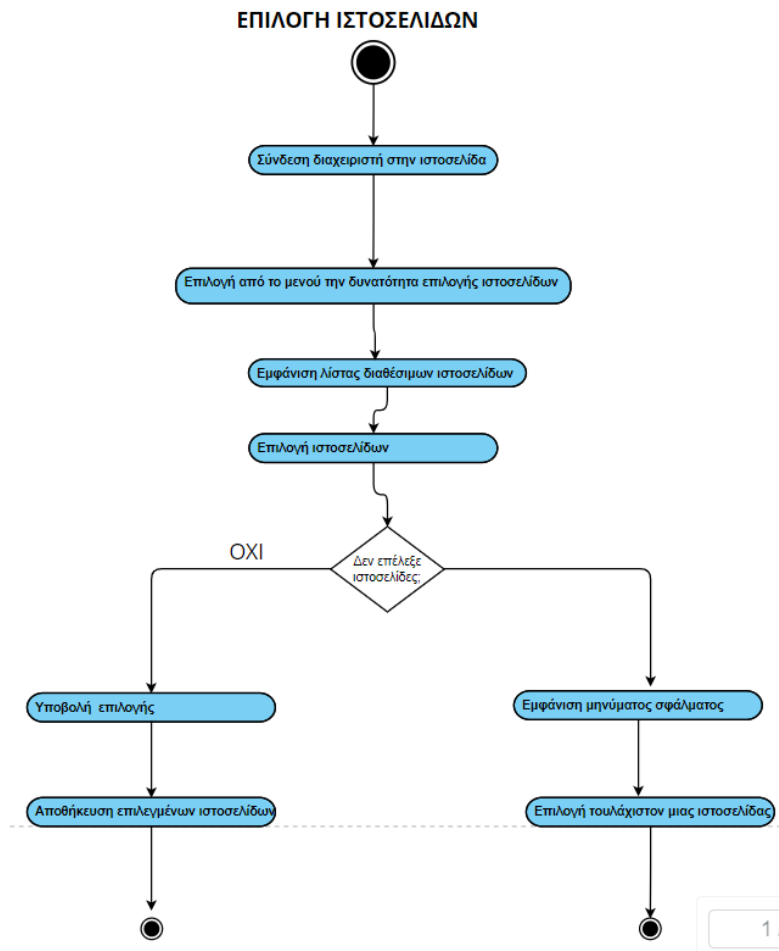 ΕΠΙΛΟΓΗ ΙΣΤΟΣΕΛΙΔΩΝ
Σύνδεση διαχειριστή στην ιστοσελίδα
Επιλογή από το μενού την δυνατότητα επιλογής ιστοσελίδων
Εμφάνιση λίστας διαθέσιμων ιστοσελίδων
Επιλογή ιστοσελίδων
ΟΧΙ
Δεν επέλεξε
ιστοσελίδες;
Υποβολή επιλογής
Εμφάνιση μηνύματος σφάλματος
Αποθήκευση επιλεγμένων ιστοσελίδων
Επιλογή τουλάχιστον μιας ιστοσελίδας
1